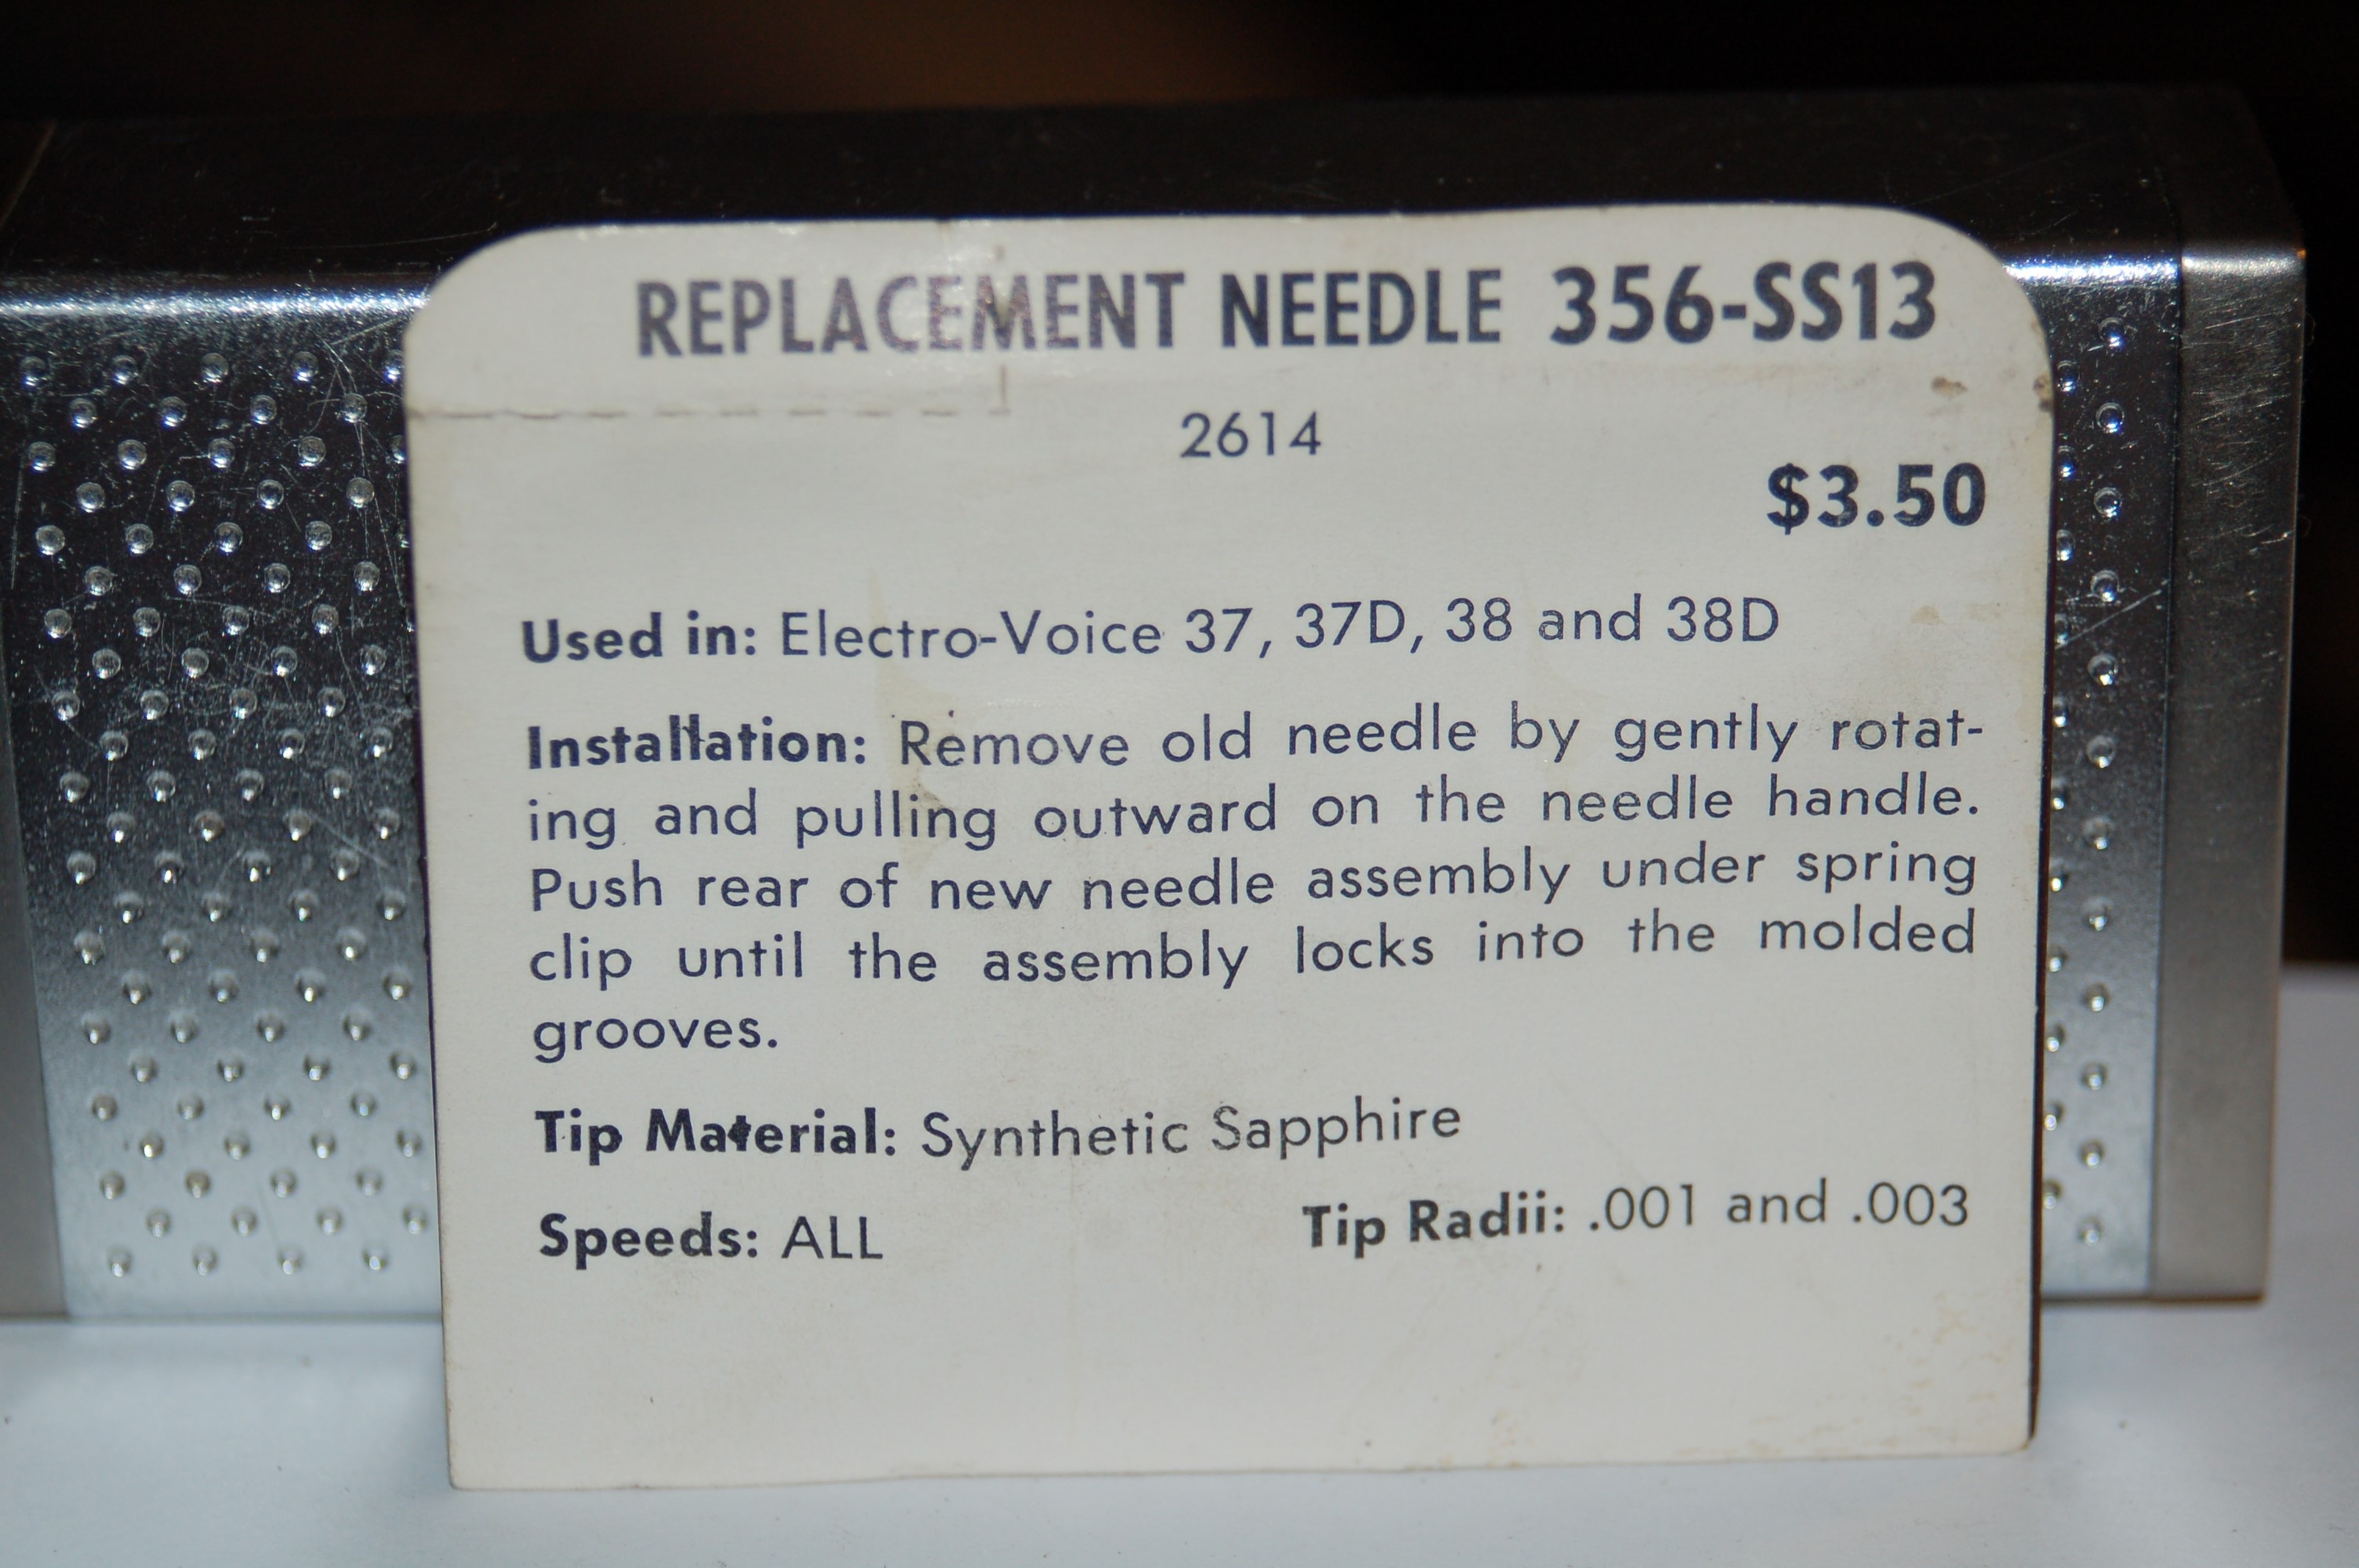 REPLACEMENT NEEDLE 356-SS13
2614
$3.50
Used in: Electro-Voice 37, 37D, 38 and 38D
Installation: Remove old needle by gently rotat-
ing and pulling outward on the needle handle.
Push rear of new needle assembly under spring
clip until the assembly locks into the molded
grooves.
Tip Material: Synthetic Sapphire
Speeds: ALL Tip Radii: .001 and .003